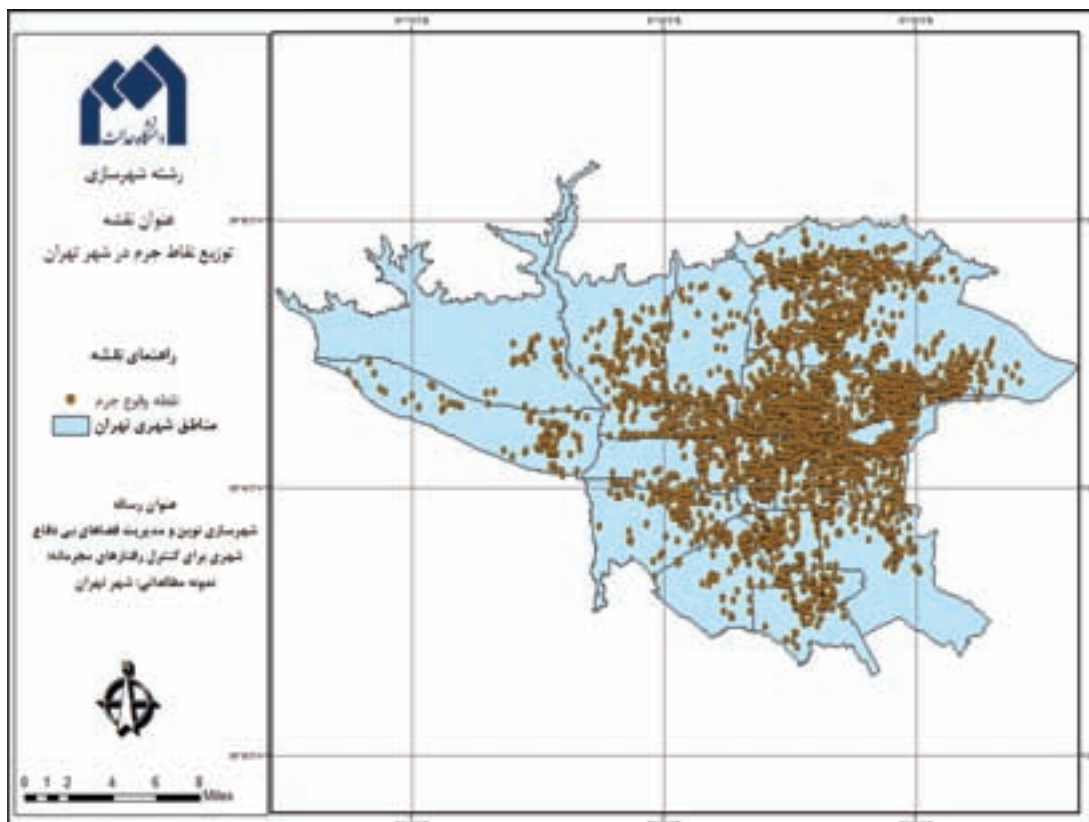 دانشگاه عدالت
رشته شهرسازی
عنوان نقشه
توزیع نقاط جرم در شهر تهران
راهنمای نقشه
نقطه وقوع جرم
مناطق شهری تهران
عنوان رساله
شهرسازی نوین و مدیریت فضاهای بی دفاع
شهری برای کنترل رفتارهای مجرمانه؛
نمونه مطالعاتی: شهر تهران
0 1 2 4 6 8
Miles